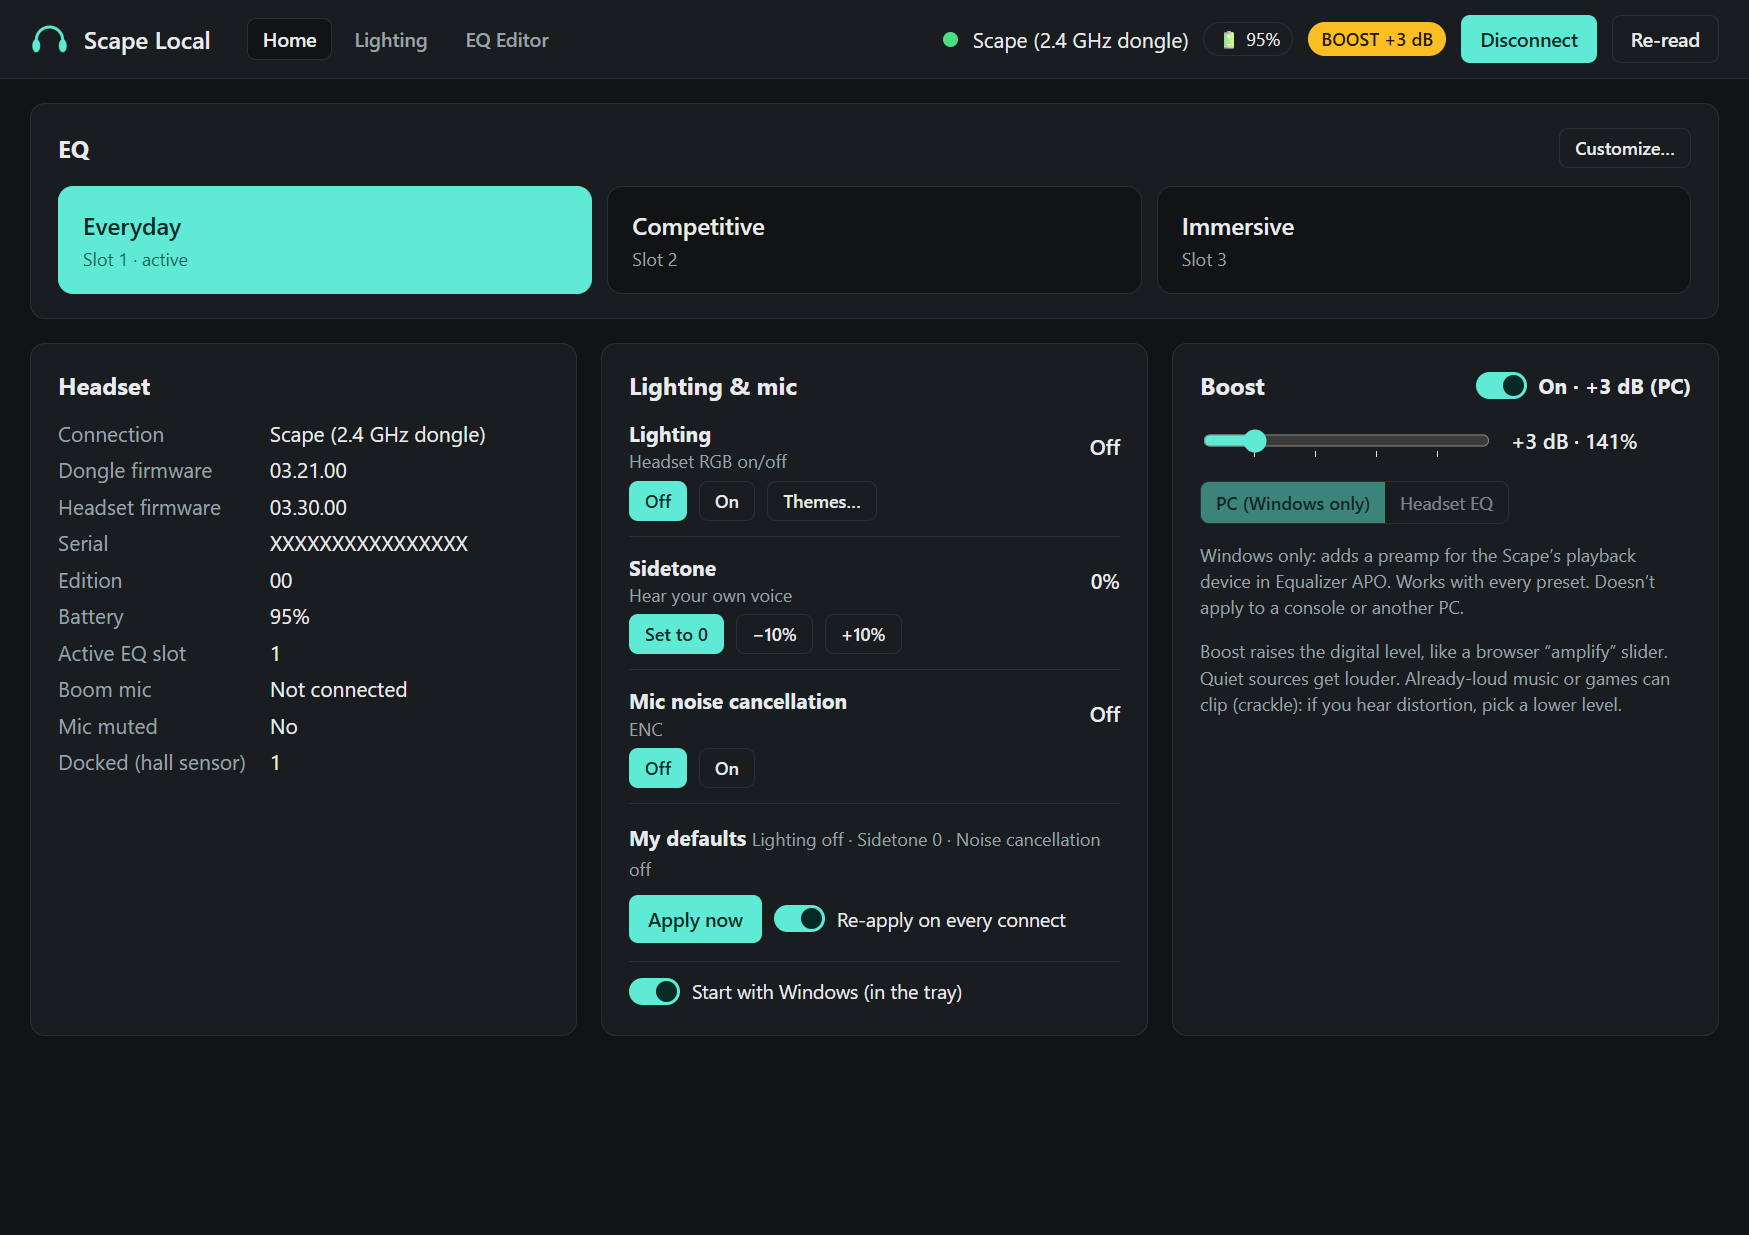 Scape Local
Home
Lighting
EQ Editor
Scape (2.4 GHz dongle)
95%
BOOST +3 dB
Disconnect
Re-read
EQ
Customize...
Everyday
Slot 1 · active
Competitive
Slot 2
Immersive
Slot 3
Headset
Connection Scape (2.4 GHz dongle)
Dongle firmware 03.21.00
Headset firmware 03.30.00
Serial XXXXXXXXXXXXXXXX
Edition 00
Battery 95%
Active EQ slot 1
Boom mic Not connected
Mic muted No
Docked (hall sensor) 1
Lighting & mic
Lighting
Headset RGB on/off
Off
Off
On
Themes...
Sidetone
Hear your own voice
0%
Set to 0
−10%
+10%
Mic noise cancellation
ENC
Off
Off
On
My defaults Lighting off · Sidetone 0 · Noise cancellation
off
Apply now
Re-apply on every connect
Start with Windows (in the tray)
Boost
On · +3 dB (PC)
+3 dB · 141%
PC (Windows only)
Headset EQ
Windows only: adds a preamp for the Scape’s playback
device in Equalizer APO. Works with every preset. Doesn’t
apply to a console or another PC.
Boost raises the digital level, like a browser “amplify” slider.
Quiet sources get louder. Already-loud music or games can
clip (crackle): if you hear distortion, pick a lower level.